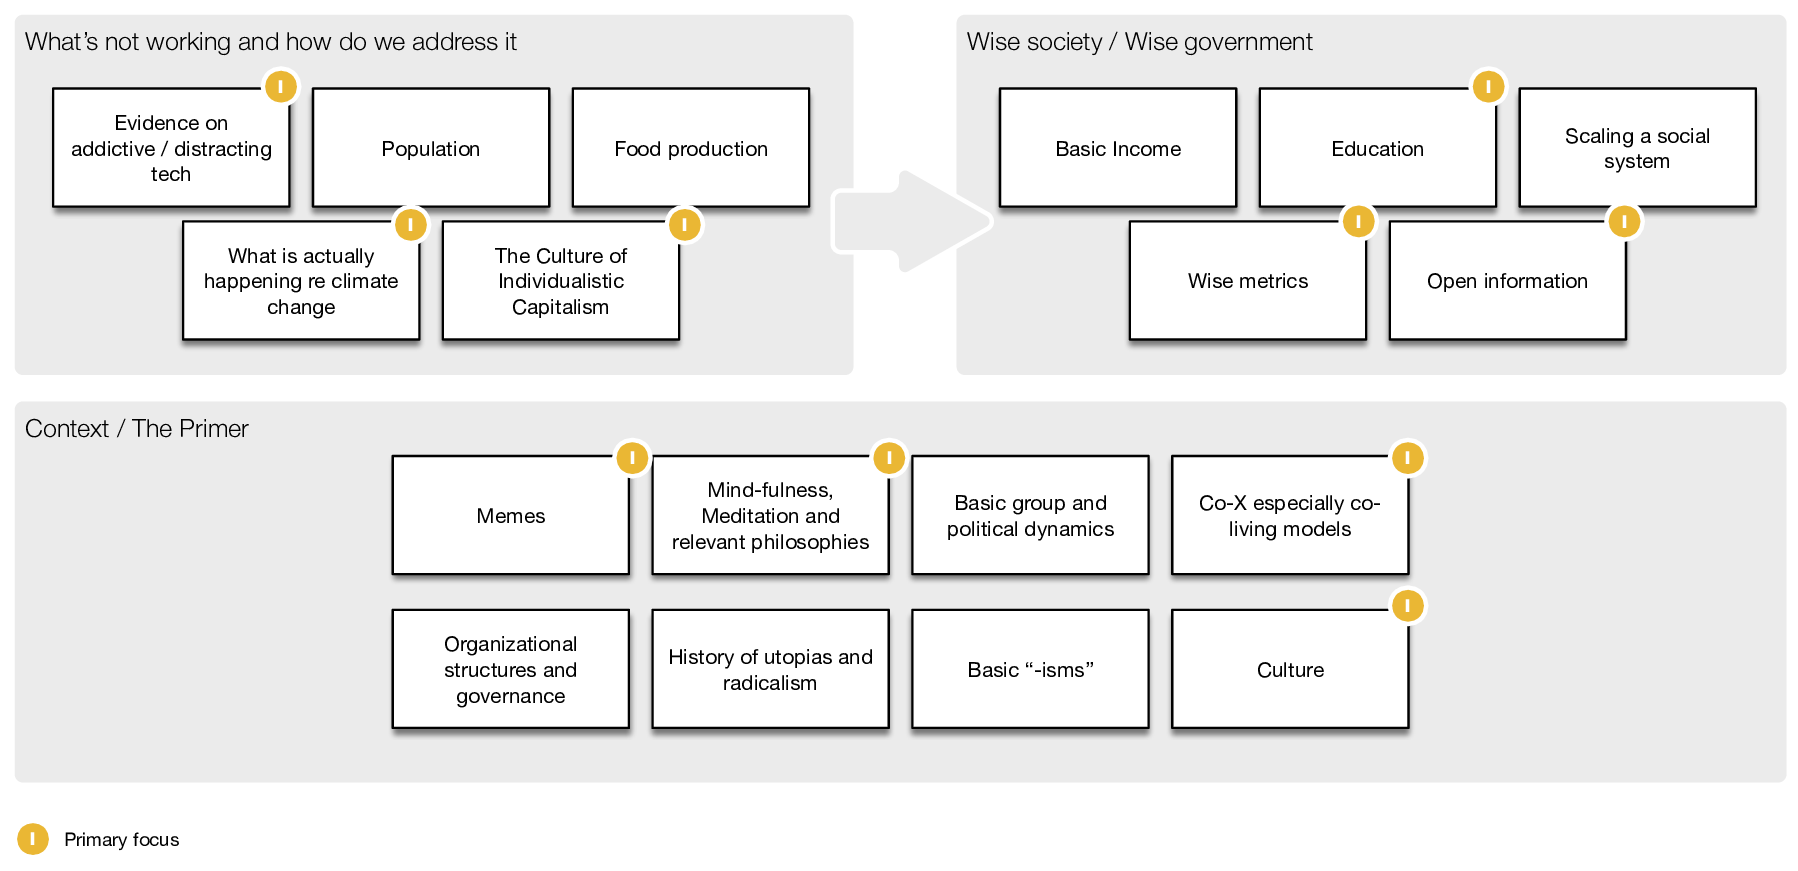 What’s not working and how do we address it
Evidence on
addictive / distracting
tech
Population
Food production
What is actually
happening re climate
change
The Culture of
Individualistic
Capitalism
Wise society / Wise government
Basic Income
Education
Scaling a social
system
Wise metrics
Open information
Context / The Primer
Memes
Mind-fulness,
Meditation and
relevant philosophies
Basic group and
political dynamics
Co-X especially co-
living models
Organizational
structures and
governance
History of utopias and
radicalism
Basic “-isms”
Culture
I Primary focus